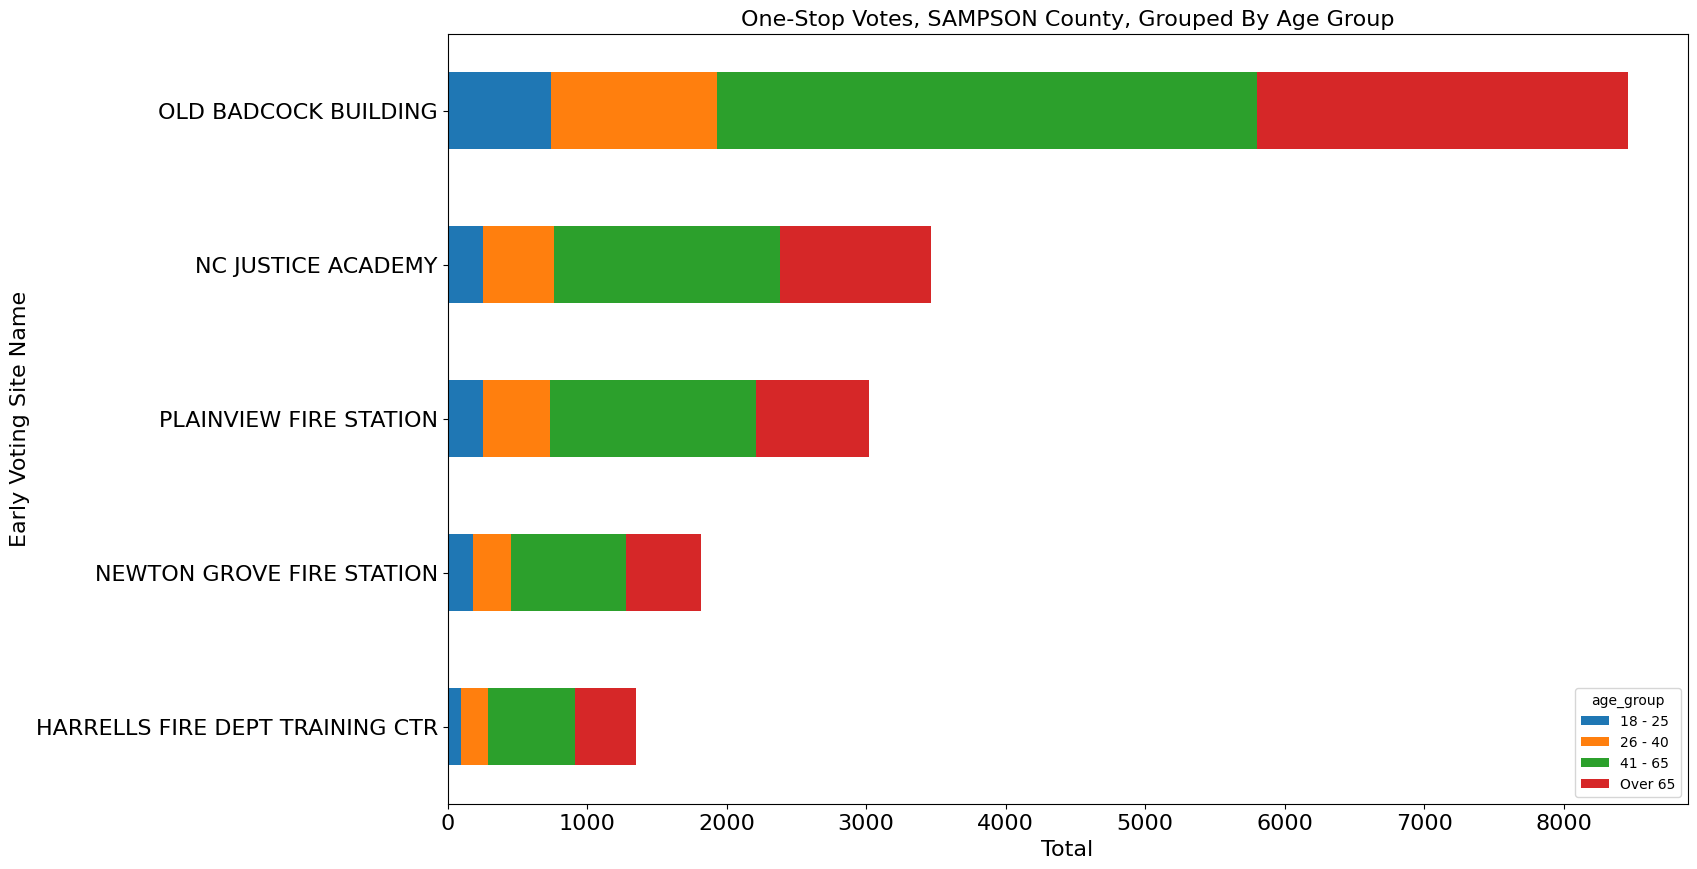 One-Stop Votes, SAMPSON County, Grouped By Age Group
Early Voting Site Name
OLD BADCOCK BUILDING
NC JUSTICE ACADEMY
PLAINVIEW FIRE STATION
NEWTON GROVE FIRE STATION
HARRELLS FIRE DEPT TRAINING CTR
age_group
18 - 25
26 - 40
41 - 65
Over 65
0 1000 2000 3000 4000 5000 6000 7000 8000
Total